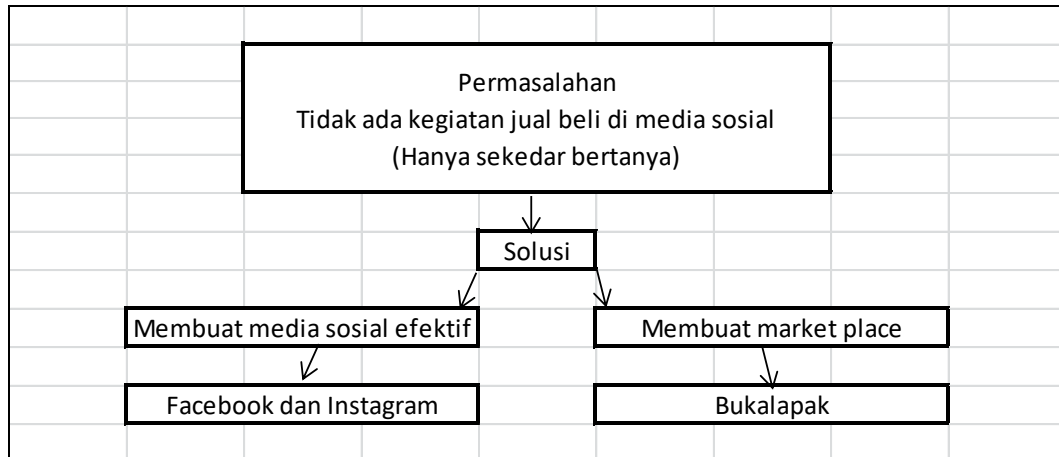 Permasalahan
Tidak ada kegiatan jual beli di media sosial
(Hanya sekedar bertanya)
Solusi
Membuat media sosial efektif
Membuat market place
Facebook dan Instagram
Bukalapak